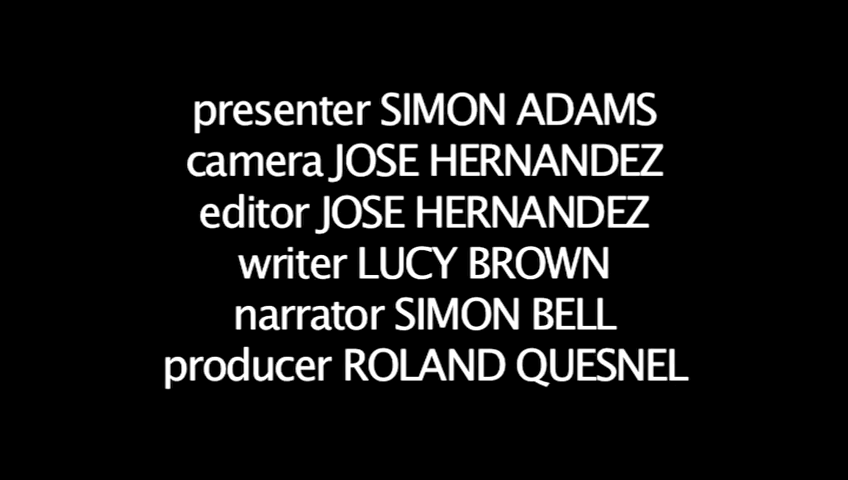 presenter SIMON ADAMS
camera JOSE HERNANDEZ
editor JOSE HERNANDEZ
writer LUCY BROWN
narrator SIMON BELL
producer ROLAND QUESNEL